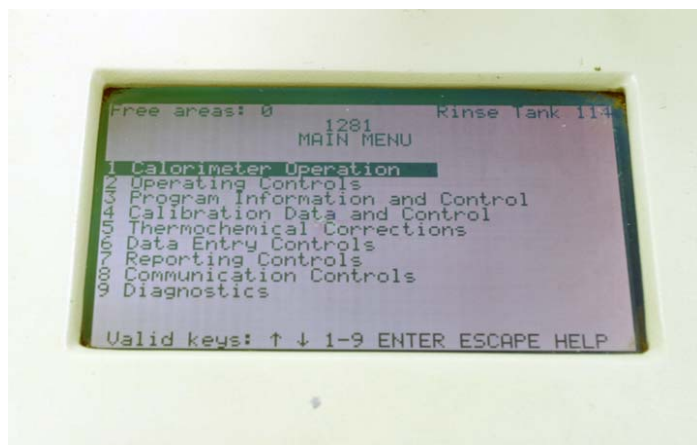 Free areas: 0 Rinse Tank 114
1281
MAIN MENU
1 Calorimeter Operation
2 Operating Controls
3 Program Information and Control
4 Calibration Data and Control
5 Thermochemical Corrections
6 Data Entry Controls
7 Reporting Controls
8 Communication Controls
9 Diagnostics
Valid keys: ↑ ↓ 1-9 ENTER ESCAPE HELP